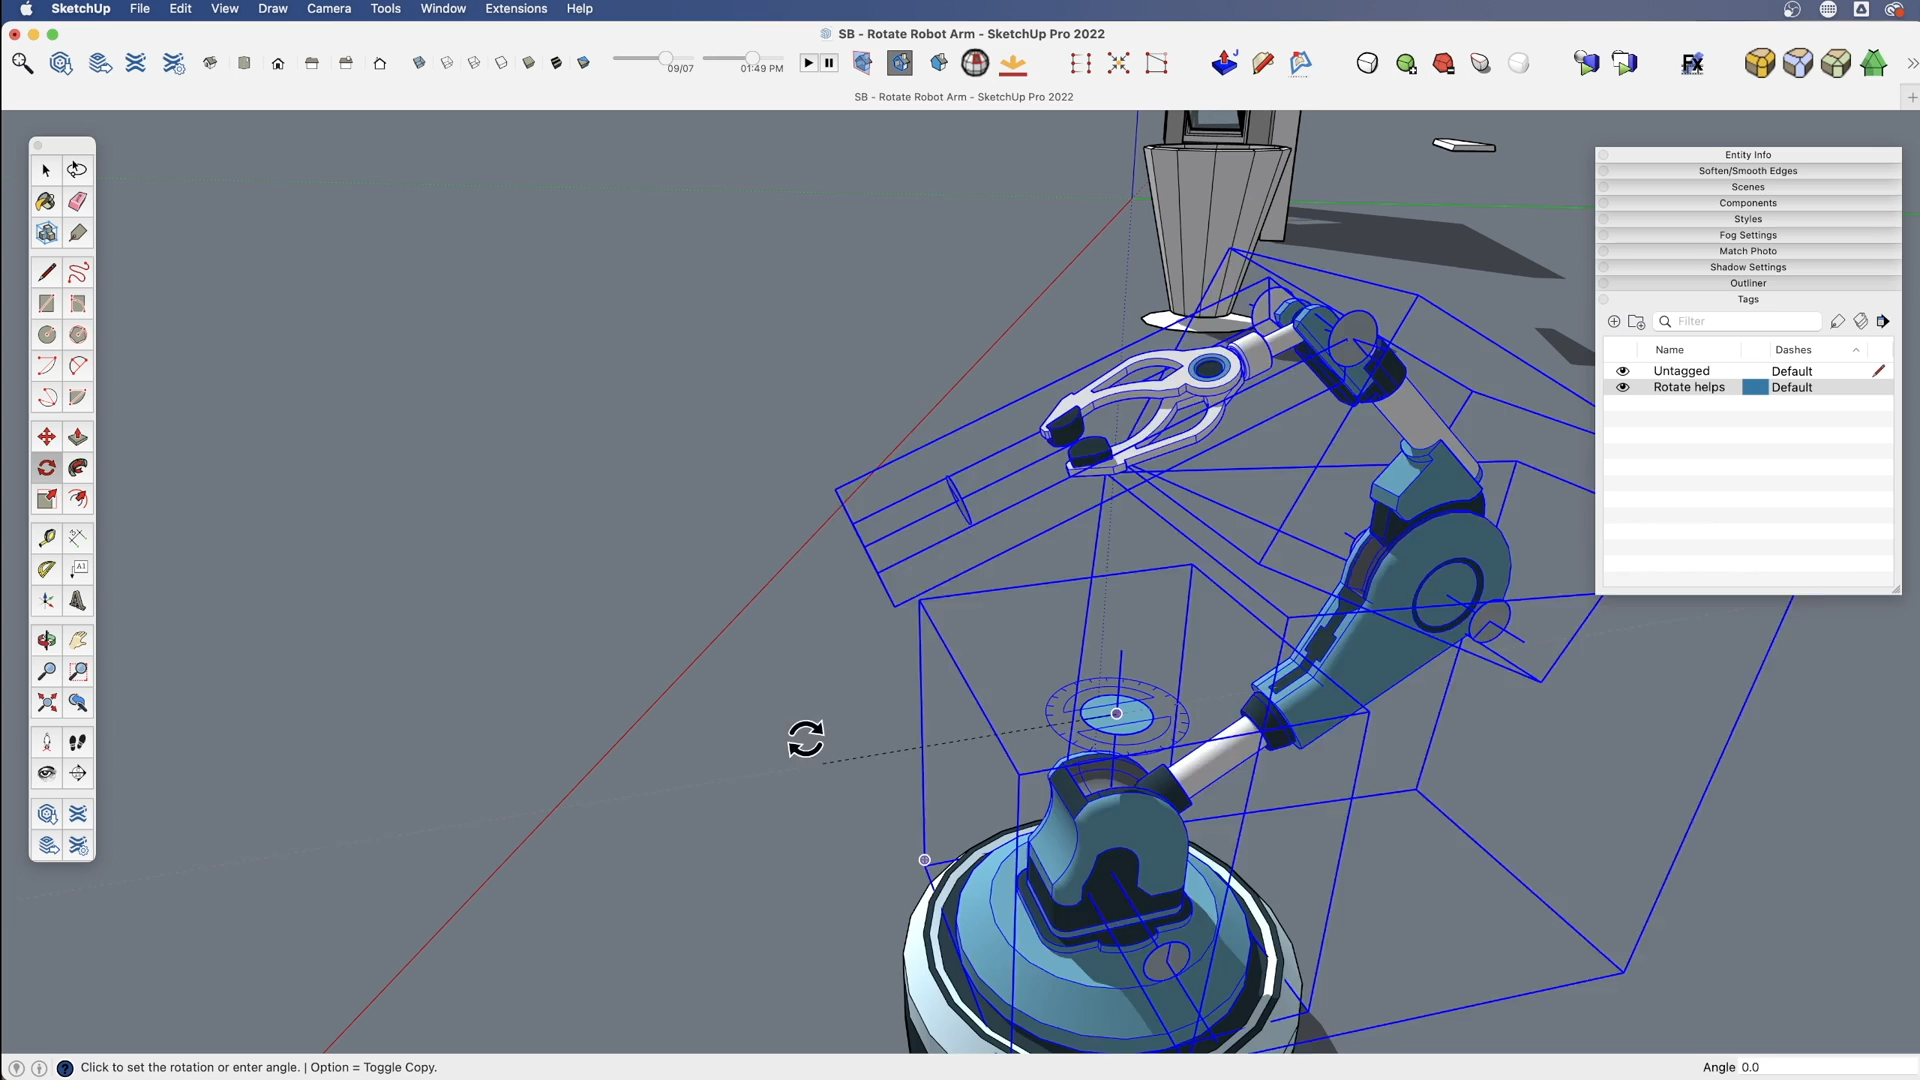 SketchUp File Edit View Draw Camera Tools Window Extensions Help
SB - Rotate Robot Arm - SketchUp Pro 2022
09/07 01:49 PM
FX
SB - Rotate Robot Arm - SketchUp Pro 2022
Entity Info
Soften/Smooth Edges
Scenes
Components
Styles
Fog Settings
Match Photo
Shadow Settings
Outliner
Tags
Filter
Name Dashes
Untagged Default
Rotate helps Default
A1
Click to set the rotation or enter angle. | Option = Toggle Copy.
Angle 0.0